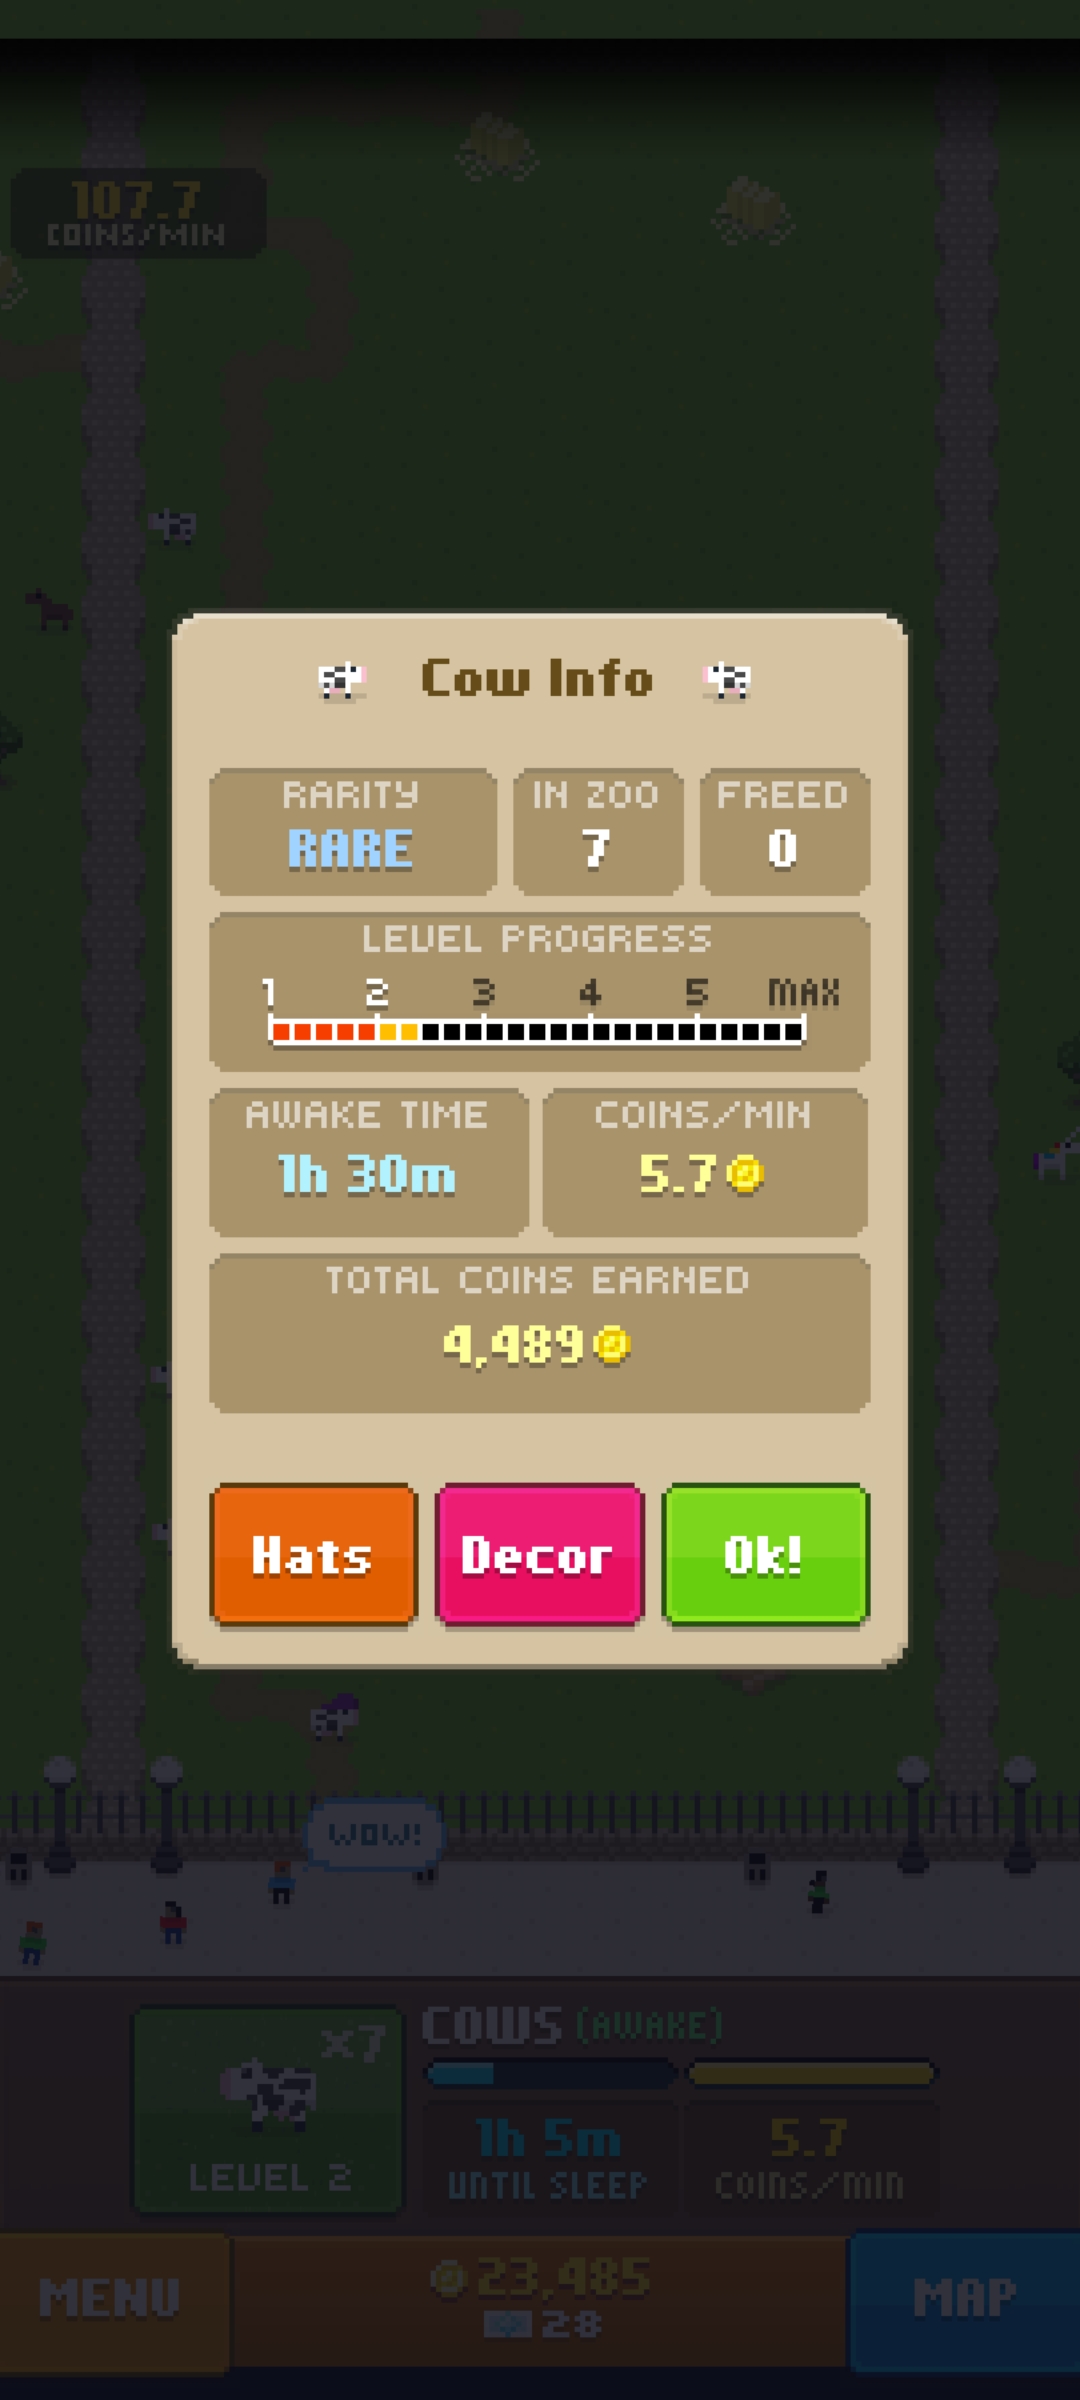 107.7
COINS/MIN
Cow Info
RARITY
RARE
IN ZOO
7
FREED
0
LEVEL PROGRESS
1 2 3 4 5 MAX
AWAKE TIME
1h 30m
COINS/MIN
5.7
TOTAL COINS EARNED
4,489
Hats
Decor
Ok!
WOW!
x7
LEVEL 2
COWS (AWAKE)
1h 5m
UNTIL SLEEP
5.7
COINS/MIN
MENU
23,485
28
MAP